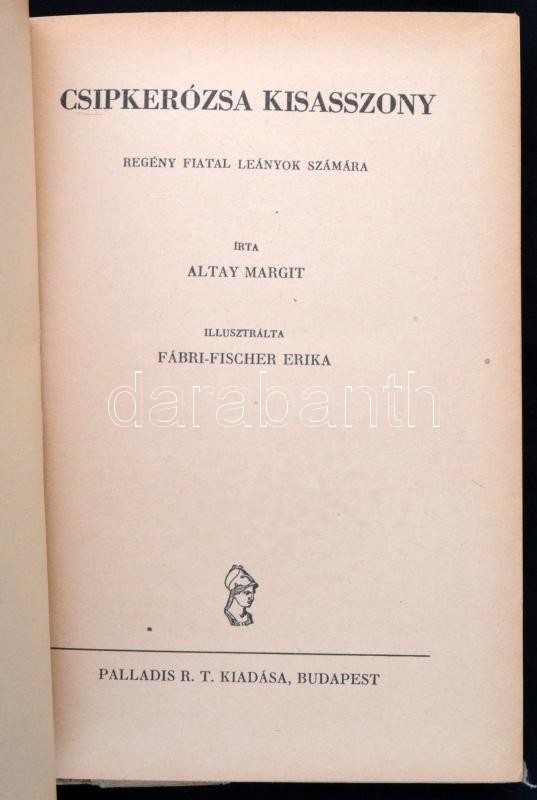 CSIPKERÓZSA KISASSZONY
REGÉNY FIATAL LEÁNYOK SZÁMÁRA
ÍRTA
ALTAY MARGIT
ILLUSZTRÁLTA
FÁBRI-FISCHER ERIKA
darabanth
PALLADIS R. T. KIADÁSA, BUDAPEST